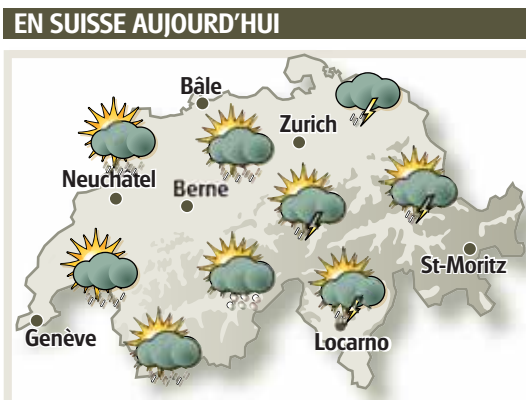 EN SUISSE AUJOURD’HUI
Bâle
Zurich
Neuchâtel
Berne
St-Moritz
Genève
Locarno